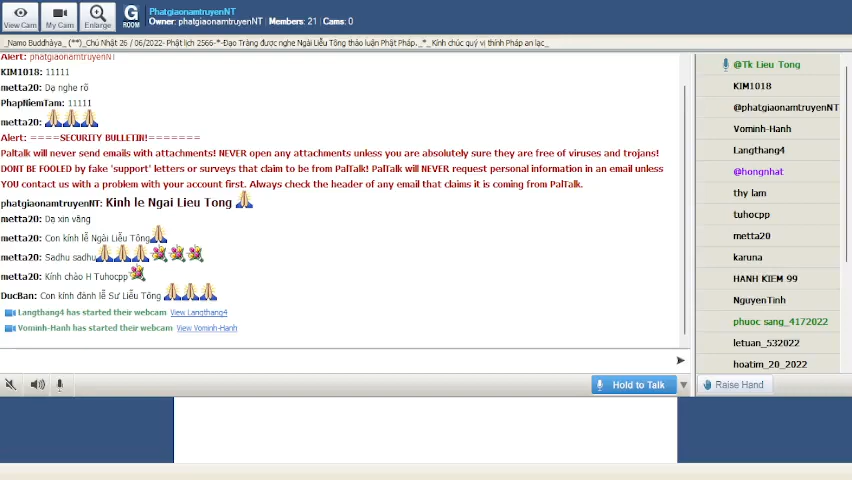 View Cam
My Cam
Enlarge
G
ROOM
PhatgiaonamtruyenNT
Owner: phatgiaonamtruyenNT | Members: 21 | Cams: 0
_Namo Buddhãya_ (**)_Chủ Nhật 26 / 06/2022- Phật lịch 2566-*-Đạo Tràng được nghe Ngài Liễu Tông thảo luận Phật Pháp._*_ Kính chúc quý vị thính Pháp an lạc_
Alert: phatgiaonamtruyenNT
KIM1018: 11111
metta20: Dạ nghe rõ
PhapNiemTam: 11111
metta20:
Alert: ====SECURITY BULLETIN!=======
Paltalk will never send emails with attachments! NEVER open any attachments unless you are absolutely sure they are free of viruses and trojans!
DONT BE FOOLED by fake 'support' letters or surveys that claim to be from PalTalk! PalTalk will NEVER request personal information in an email unless
YOU contact us with a problem with your account first. Always check the header of any email that claims it is coming from PalTalk.
phatgiaonamtruyenNT: Kinh le Ngai Lieu Tong
metta20: Dạ xin vâng
metta20: Con kính lễ Ngài Liễu Tông
metta20: Sadhu sadhu
metta20: Kính chào H Tuhocpp
DucBan: Con kính đảnh lễ Sư Liễu Tông
Langthang4 has started their webcam View Langthang4
Vominh-Hanh has started their webcam View Vominh-Hanh
Hold to Talk
@Tk Lieu Tong
KIM1018
@phatgiaonamtruyenNT
Vominh-Hanh
Langthang4
@hongnhat
thy lam
tuhocpp
metta20
karuna
HANH KIEM 99
NguyenTinh
phuoc sang_4172022
letuan_532022
hoatim_20_2022
Raise Hand